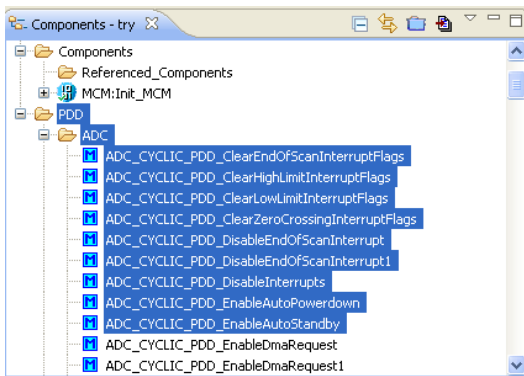 Components - try
Components
Referenced_Components
MCM:Init_MCM
PDD
ADC
M ADC_CYCLIC_PDD_ClearEndOfScanInterruptFlags
M ADC_CYCLIC_PDD_ClearHighLimitInterruptFlags
M ADC_CYCLIC_PDD_ClearLowLimitInterruptFlags
M ADC_CYCLIC_PDD_ClearZeroCrossingInterruptFlags
M ADC_CYCLIC_PDD_DisableEndOfScanInterrupt
M ADC_CYCLIC_PDD_DisableEndOfScanInterrupt1
M ADC_CYCLIC_PDD_DisableInterrupts
M ADC_CYCLIC_PDD_EnableAutoPowerdown
M ADC_CYCLIC_PDD_EnableAutoStandby
M ADC_CYCLIC_PDD_EnableDmaRequest
M ADC_CYCLIC_PDD_EnableDmaRequest1